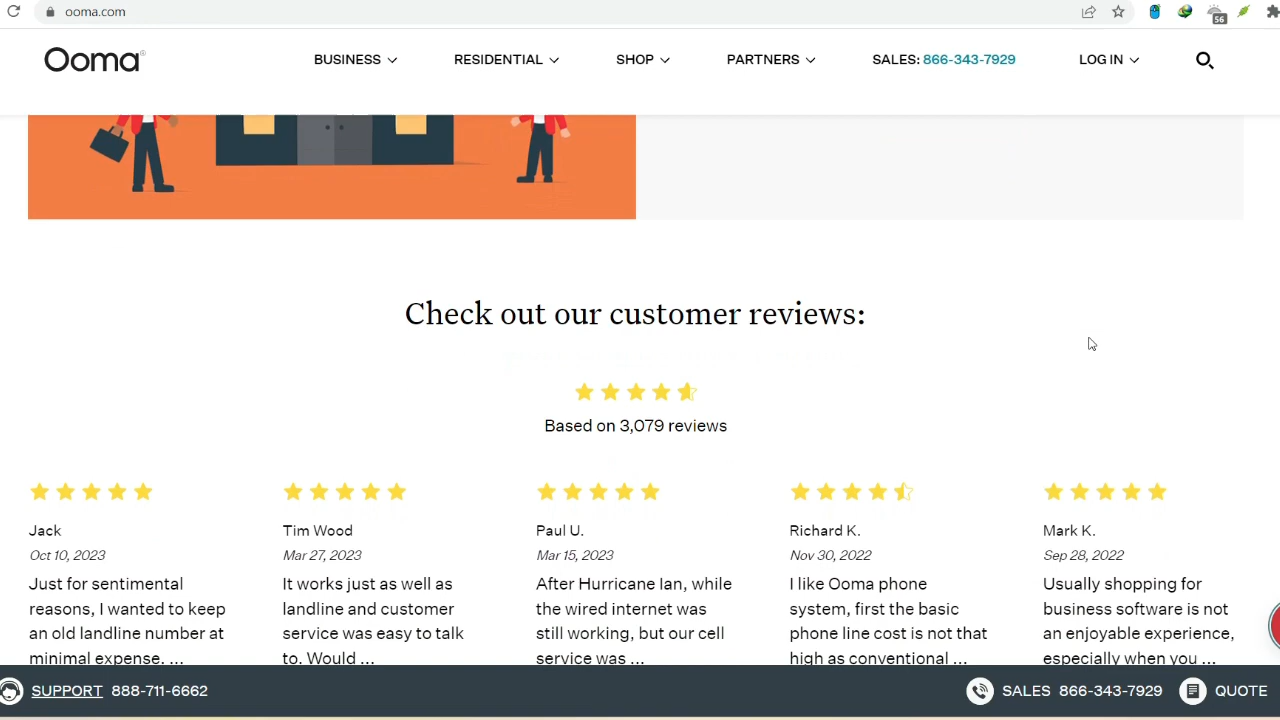 ooma.com
56
Ooma®
BUSINESS RESIDENTIAL SHOP PARTNERS SALES: 866-343-7929 LOG IN
Check out our customer reviews:
Based on 3,079 reviews
Jack
Oct 10, 2023
Just for sentimental
reasons, I wanted to keep
an old landline number at
minimal expense. ...
Tim Wood
Mar 27, 2023
It works just as well as
landline and customer
service was easy to talk
to. Would ...
Paul U.
Mar 15, 2023
After Hurricane Ian, while
the wired internet was
still working, but our cell
service was ...
Richard K.
Nov 30, 2022
I like Ooma phone
system, first the basic
phone line cost is not that
high as conventional ...
Mark K.
Sep 28, 2022
Usually shopping for
business software is not
an enjoyable experience,
especially when you ...
SUPPORT 888-711-6662 SALES 866-343-7929 QUOTE